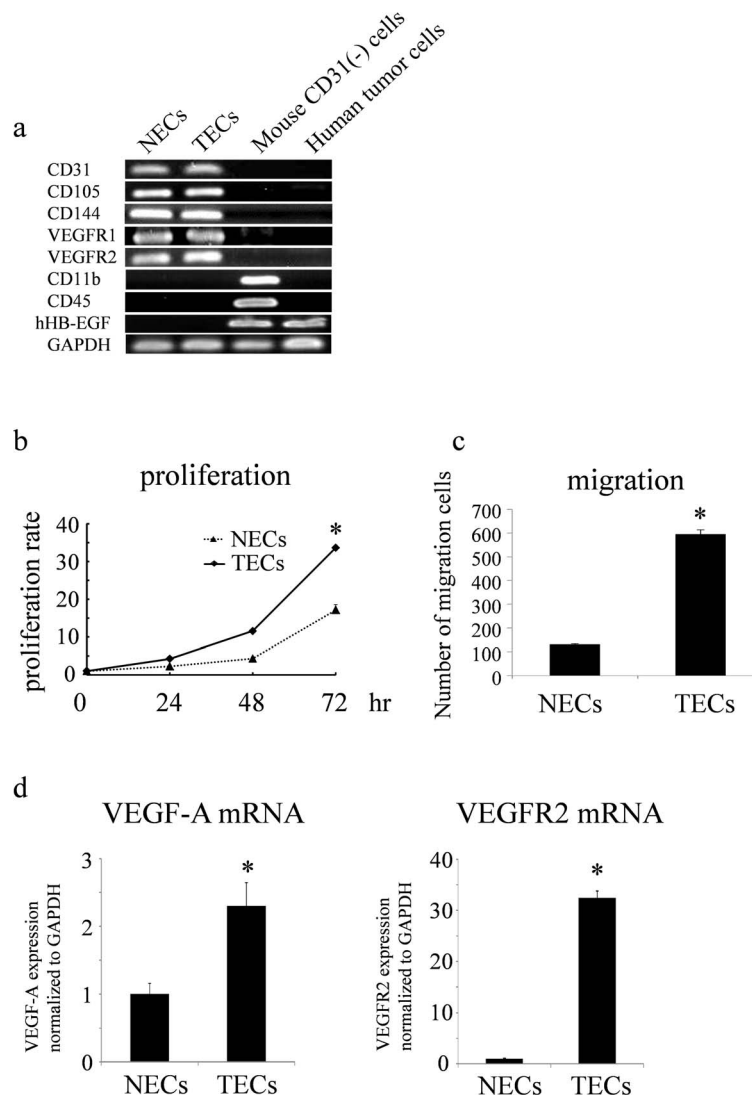 a
NECs TECs Mouse CD31(-) cells Human tumor cells
CD31
CD105
CD144
VEGFR1
VEGFR2
CD11b
CD45
hHB-EGF
GAPDH
b
proliferation
proliferation rate
40
30
20
10
0
NECs
TECs
*
0 24 48 72 hr
c
migration
Number of migration cells
700
600
500
400
300
200
100
0
*
NECs TECs
d
VEGF-A mRNA
VEGF-A expression
normalized to GAPDH
3
2
1
0
*
NECs TECs
VEGFR2 mRNA
VEGFR2 expression
normalized to GAPDH
40
30
20
10
0
*
NECs TECs